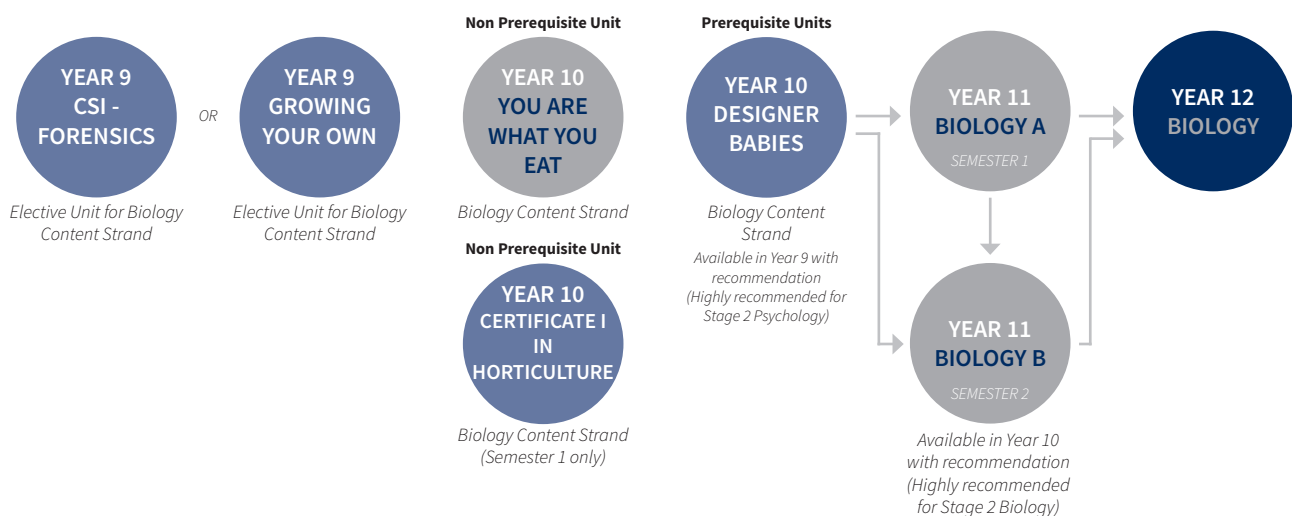 YEAR 9
CSI -
FORENSICS
Elective Unit for Biology
Content Strand
OR
YEAR 9
GROWING
YOUR OWN
Elective Unit for Biology
Content Strand
Non Prerequisite Unit
YEAR 10
YOU ARE
WHAT YOU
EAT
Biology Content Strand
Non Prerequisite Unit
YEAR 10
CERTIFICATE I
IN
HORTICULTURE
Biology Content Strand
(Semester 1 only)
Prerequisite Units
YEAR 10
DESIGNER
BABIES
Biology Content
Strand
Available in Year 9 with
recommendation
(Highly recommended for
Stage 2 Psychology)
YEAR 11
BIOLOGY A
SEMESTER 1
YEAR 11
BIOLOGY B
SEMESTER 2
Available in Year 10
with recommendation
(Highly recommended
for Stage 2 Biology)
YEAR 12
BIOLOGY